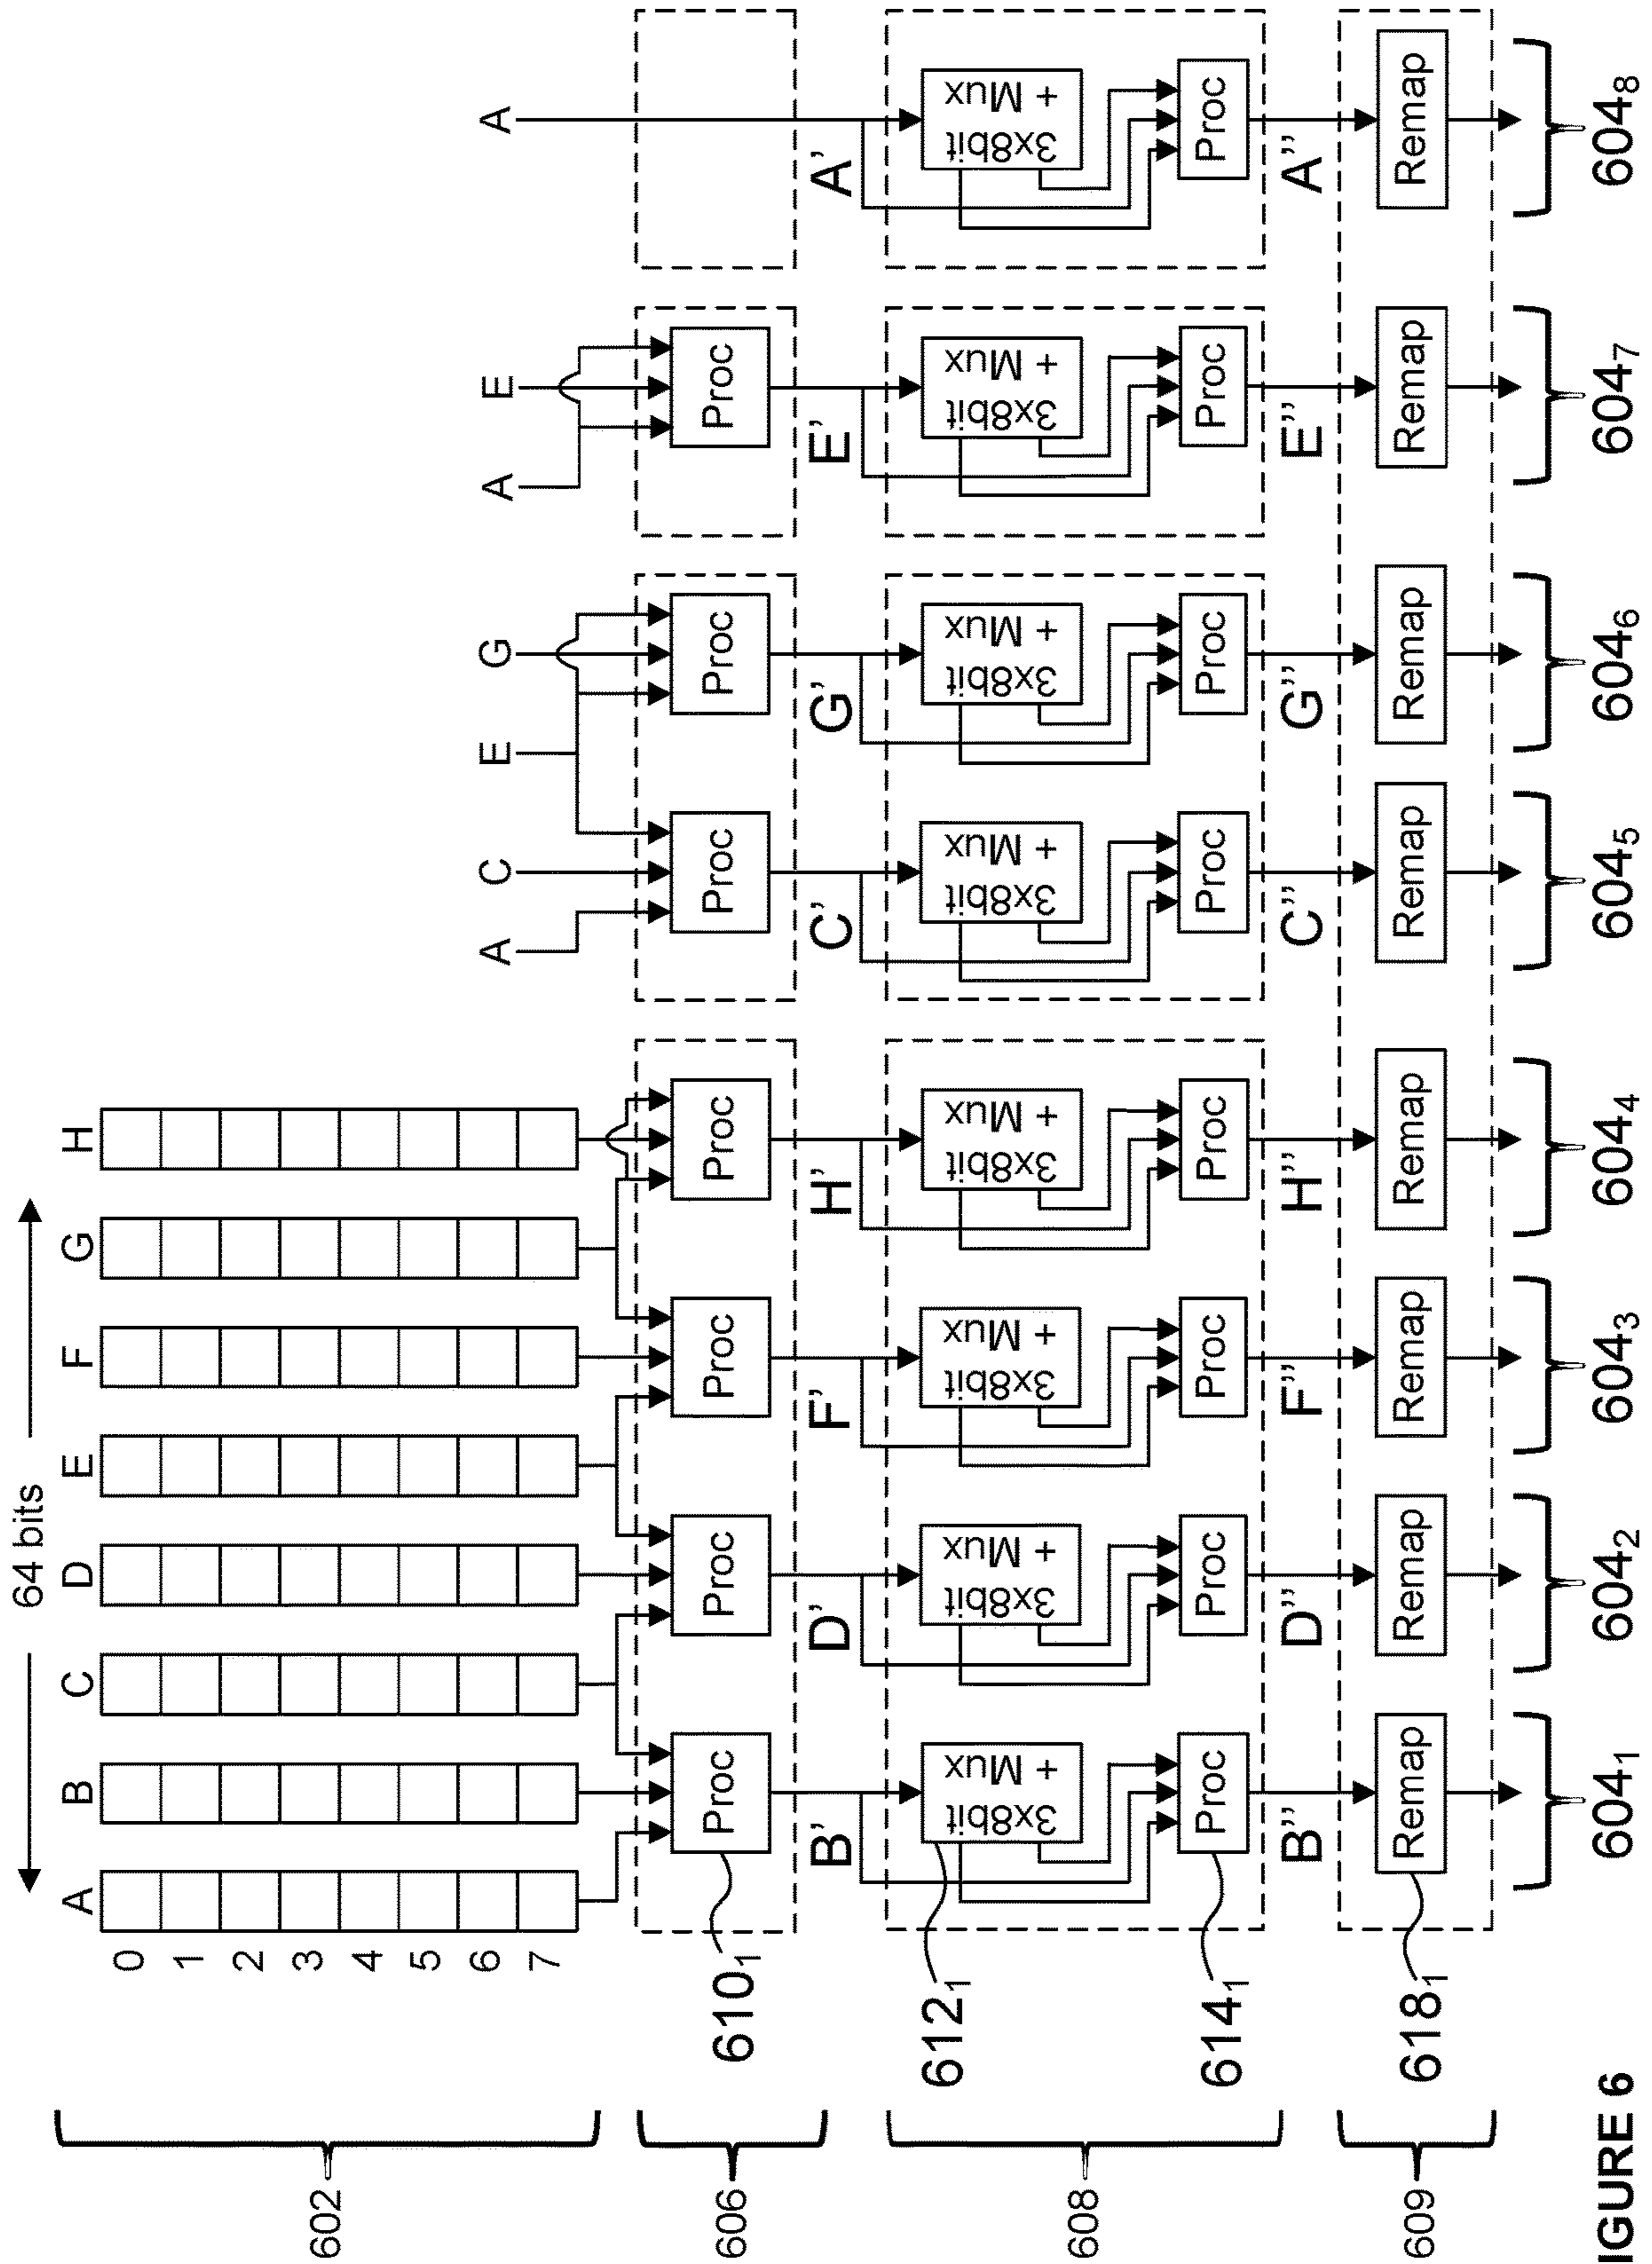 64 bits
A B C D E F G H
0
1
2
3
4
5
6
7
A C E G A E A
602
Proc Proc Proc Proc Proc Proc Proc
610₁
606
B' D' F' H' C' G' E' A'
3x8bit + Mux 3x8bit + Mux 3x8bit + Mux 3x8bit + Mux 3x8bit + Mux 3x8bit + Mux 3x8bit + Mux 3x8bit + Mux
612₁
608
Proc Proc Proc Proc Proc Proc Proc Proc
614₁
B'' D'' F'' H'' C'' G'' E'' A''
Remap Remap Remap Remap Remap Remap Remap Remap
618₁
609
604₁ 604₂ 604₃ 604₄ 604₅ 604₆ 604₇ 604₈
IGURE 6